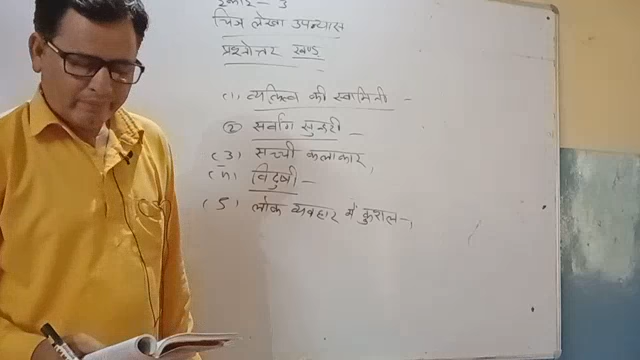 इकाई - 3
चित्र लेखा उपन्यास
प्रश्नोत्तर खण्ड
(1) व्यक्तित्व की स्वामिनी -
(2) सर्वांग सुन्दरी -
(3) सच्ची कलाकार,
(4) विदुषी -
(5) लोक व्यवहार में कुशल -,